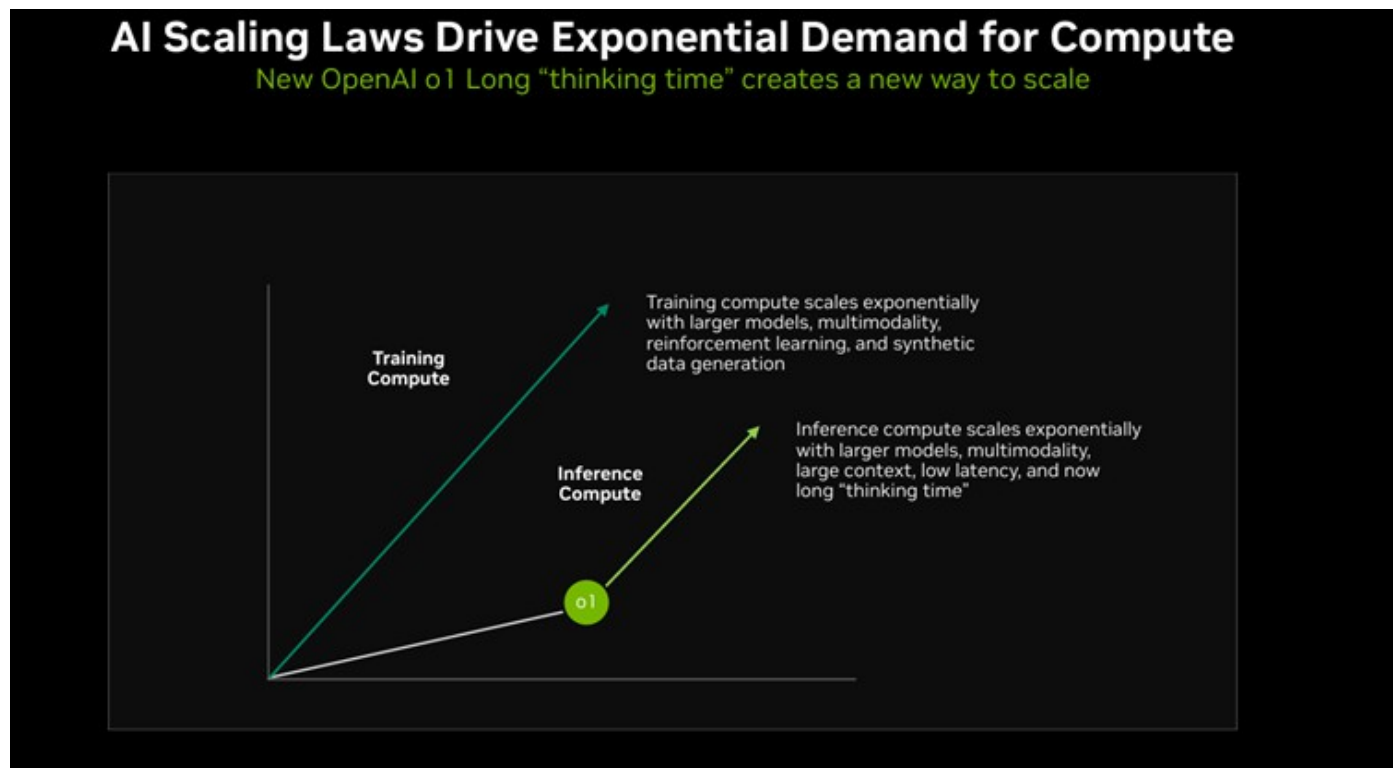 AI Scaling Laws Drive Exponential Demand for Compute
New OpenAI o1 Long “thinking time” creates a new way to scale
Training
Compute
Training compute scales exponentially
with larger models, multimodality,
reinforcement learning, and synthetic
data generation
Inference
Compute
Inference compute scales exponentially
with larger models, multimodality,
large context, low latency, and now
long “thinking time”
o1